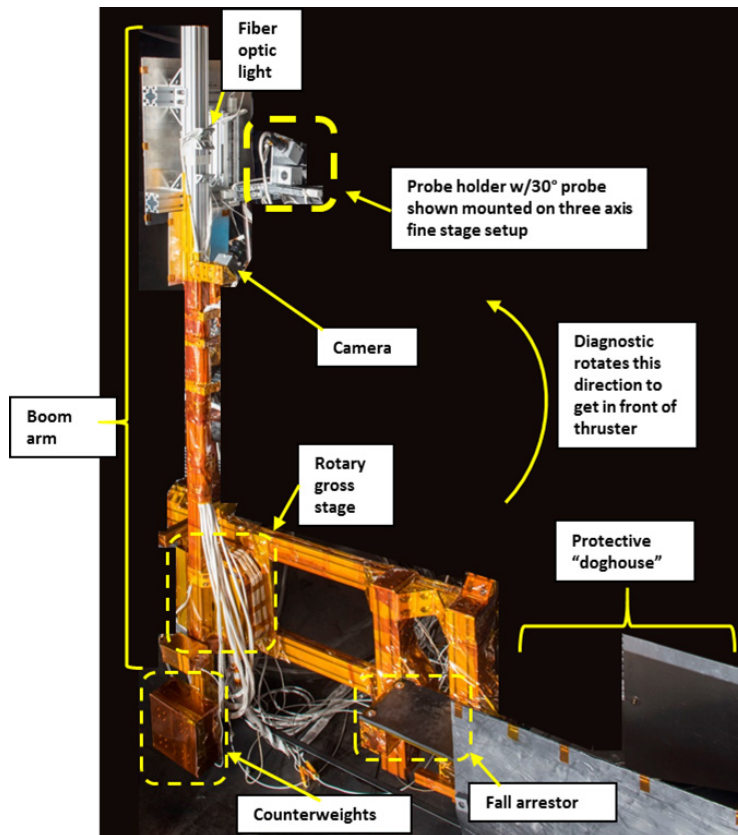 Fiber
optic
light
Probe holder w/30° probe
shown mounted on three axis
fine stage setup
Camera
Diagnostic
rotates this
direction to
get in front of
thruster
Boom
arm
Rotary
gross
stage
Protective
“doghouse”
Counterweights
Fall arrestor